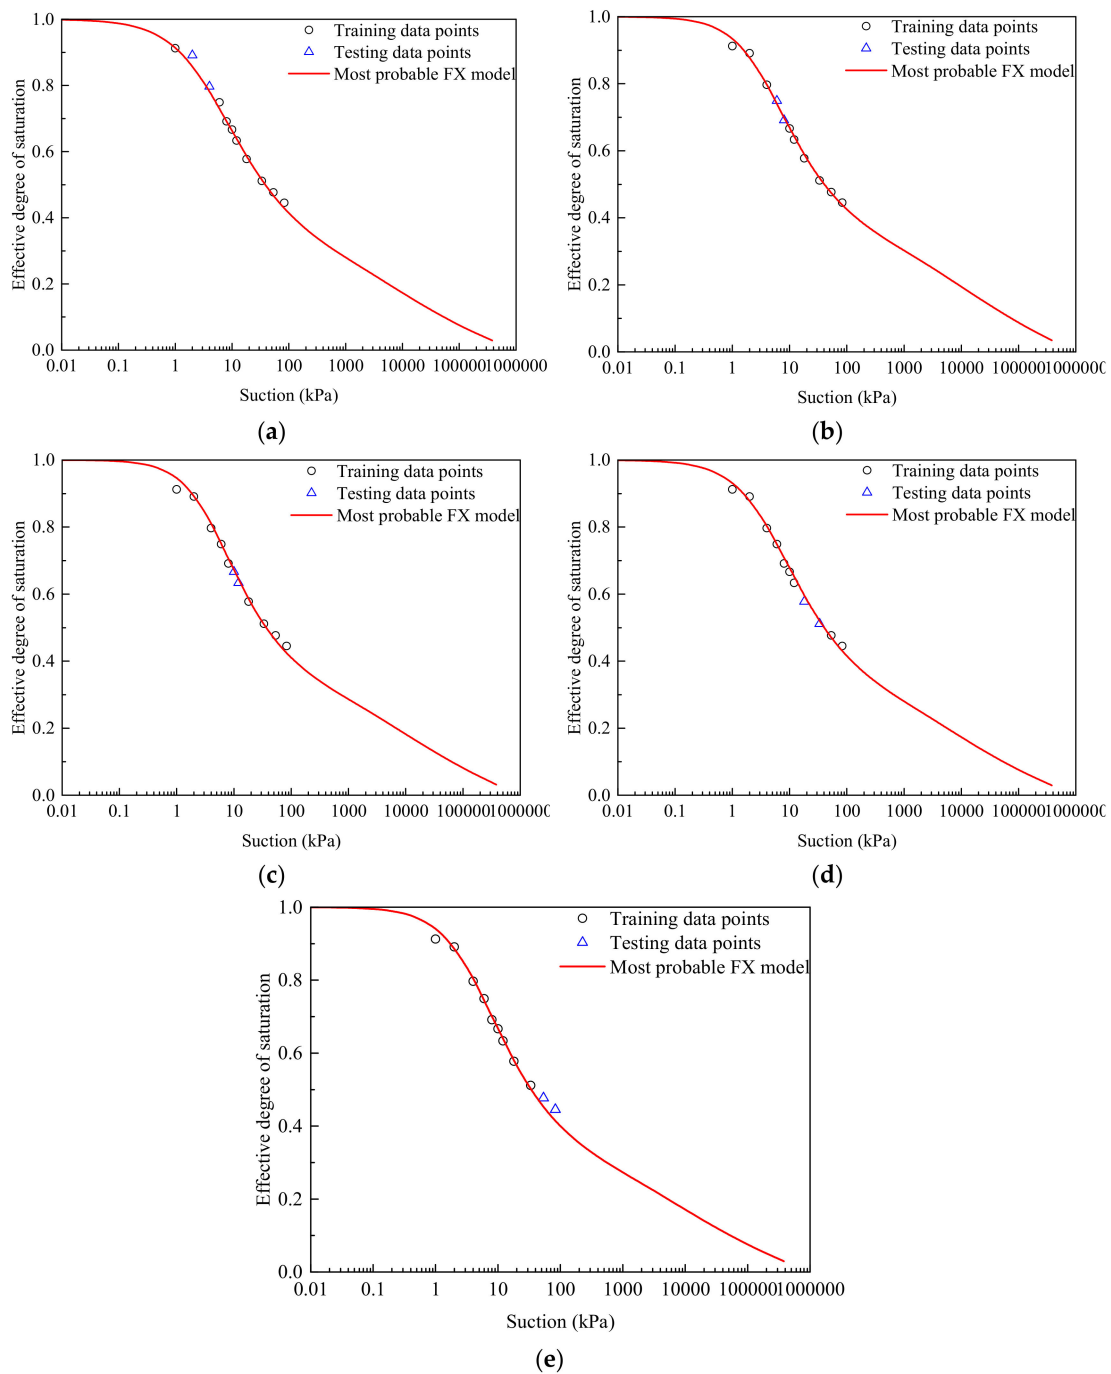 1.0
0.8
0.6
0.4
0.2
0.0
Effective degree of saturation
Training data points
Testing data points
Most probable FX model
0.01 0.1 1 10 100 1000 10000 100000 1000000
Suction (kPa)
(a)
1.0
0.8
0.6
0.4
0.2
0.0
Effective degree of saturation
Training data points
Testing data points
Most probable FX model
0.01 0.1 1 10 100 1000 10000 100000 1000000
Suction (kPa)
(b)
1.0
0.8
0.6
0.4
0.2
0.0
Effective degree of saturation
Training data points
Testing data points
Most probable FX model
0.01 0.1 1 10 100 1000 10000 100000 1000000
Suction (kPa)
(c)
1.0
0.8
0.6
0.4
0.2
0.0
Effective degree of saturation
Training data points
Testing data points
Most probable FX model
0.01 0.1 1 10 100 1000 10000 100000 1000000
Suction (kPa)
(d)
1.0
0.8
0.6
0.4
0.2
0.0
Effective degree of saturation
Training data points
Testing data points
Most probable FX model
0.01 0.1 1 10 100 1000 10000 100000 1000000
Suction (kPa)
(e)